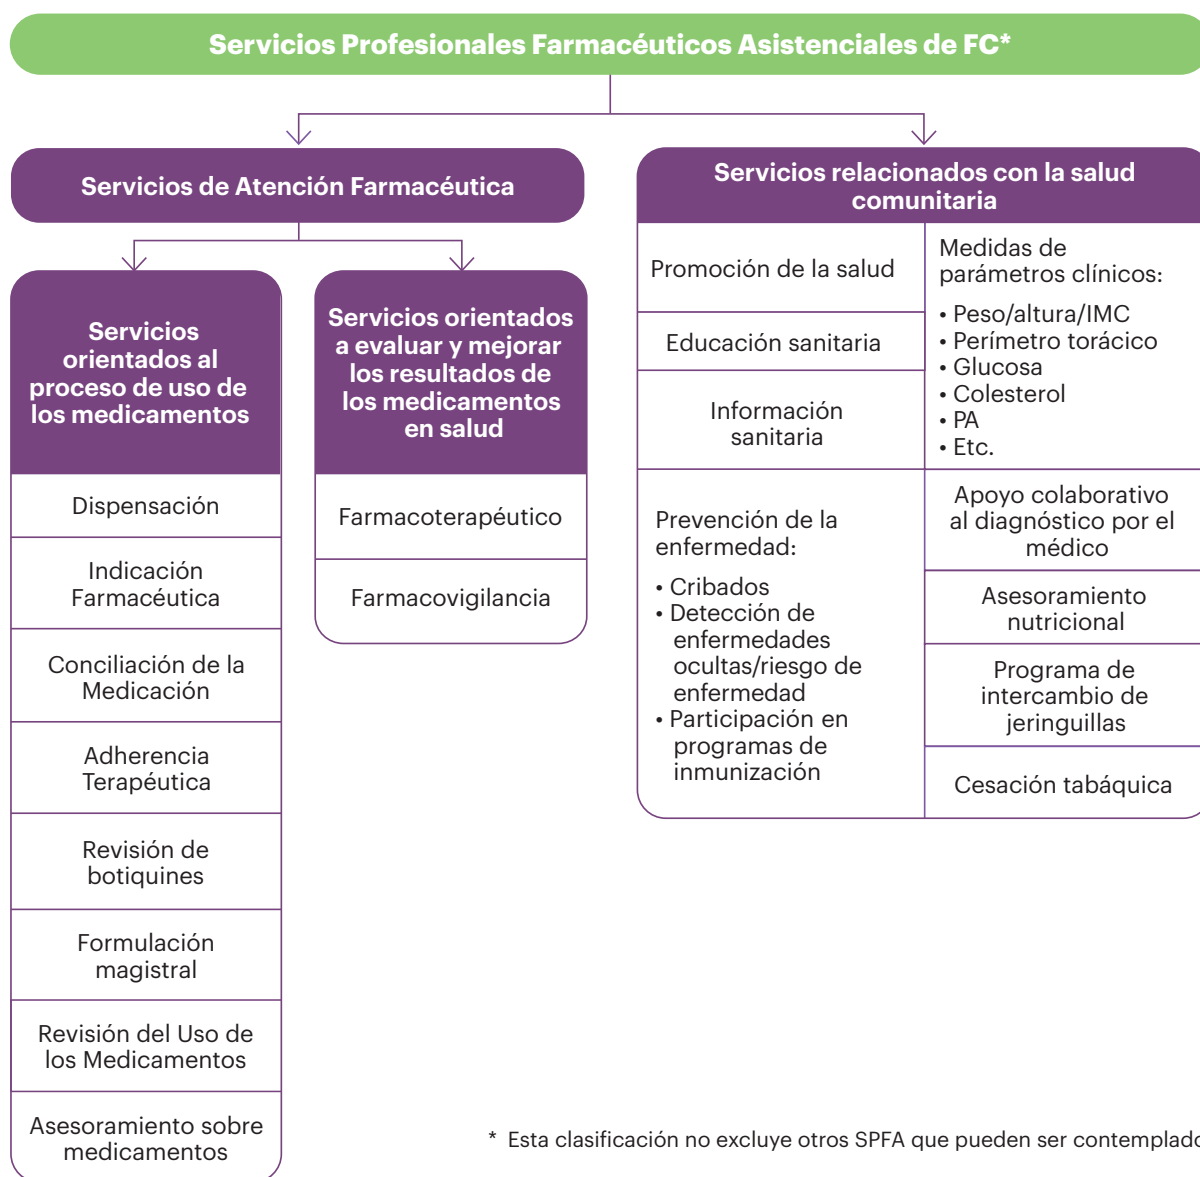 Servicios Profesionales Farmacéuticos Asistenciales de FC*
Servicios de Atención Farmacéutica
Servicios
orientados al
proceso de uso de
los medicamentos
Dispensación
Indicación
Farmacéutica
Conciliación de la
Medicación
Adherencia
Terapéutica
Revisión de
botiquines
Formulación
magistral
Revisión del Uso de
los Medicamentos
Asesoramiento sobre
medicamentos
Servicios orientados
a evaluar y mejorar
los resultados de
los medicamentos
en salud
Farmacoterapéutico
Farmacovigilancia
Servicios relacionados con la salud
comunitaria
Promoción de la salud
Educación sanitaria
Información
sanitaria
Prevención de la
enfermedad:
• Cribados
• Detección de
enfermedades
ocultas/riesgo de
enfermedad
• Participación en
programas de
inmunización
Medidas de
parámetros clínicos:
• Peso/altura/IMC
• Perímetro torácico
• Glucosa
• Colesterol
• PA
• Etc.
Apoyo colaborativo
al diagnóstico por el
médico
Asesoramiento
nutricional
Programa de
intercambio de
jeringuillas
Cesación tabáquica
* Esta clasificación no excluye otros SPFA que pueden ser contemplado